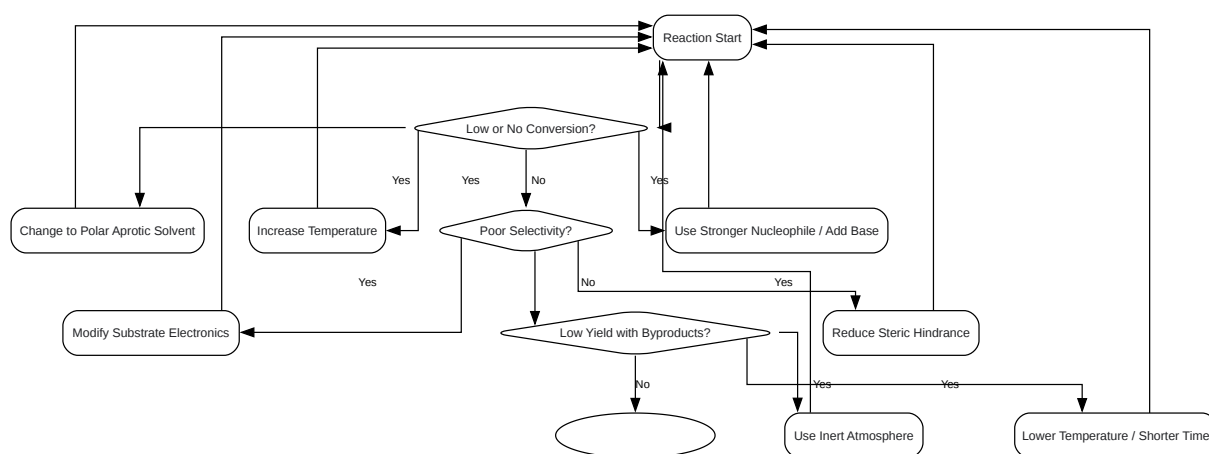 Reaction Start
Low or No Conversion?
Yes
Yes
No
Yes
Change to Polar Aprotic Solvent
Increase Temperature
Poor Selectivity?
Use Stronger Nucleophile / Add Base
Yes
No
Yes
Modify Substrate Electronics
Low Yield with Byproducts?
Reduce Steric Hindrance
No
Yes
Yes
Use Inert Atmosphere
Lower Temperature / Shorter Time